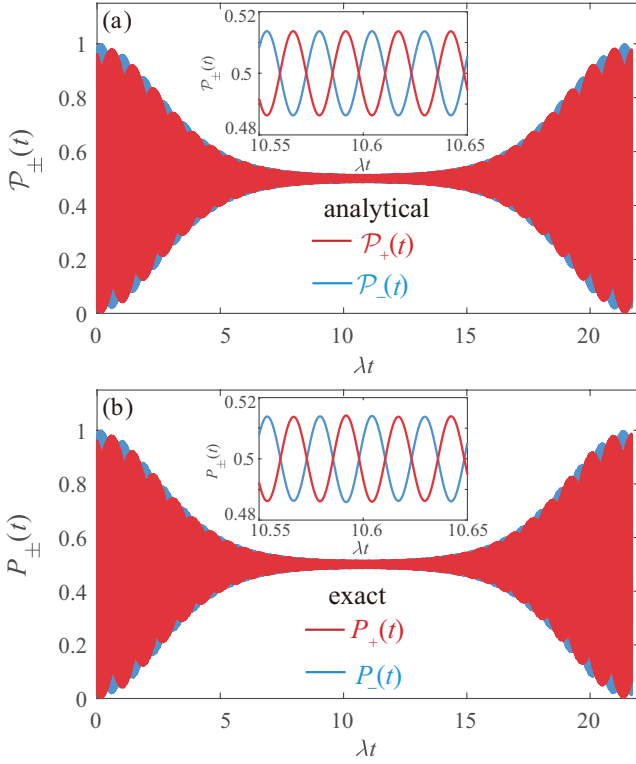 (a)
0.52
0.5
0.48
𝒫±(t)
10.55
10.6
10.65
λt
1
0.8
0.6
0.4
0.2
0
𝒫±(t)
analytical
𝒫₊(t)
𝒫₋(t)
0
5
10
15
20
λt
(b)
0.52
0.5
0.48
P±(t)
10.55
10.6
10.65
λt
1
0.8
0.6
0.4
0.2
0
P±(t)
exact
P₊(t)
P₋(t)
0
5
10
15
20
λt